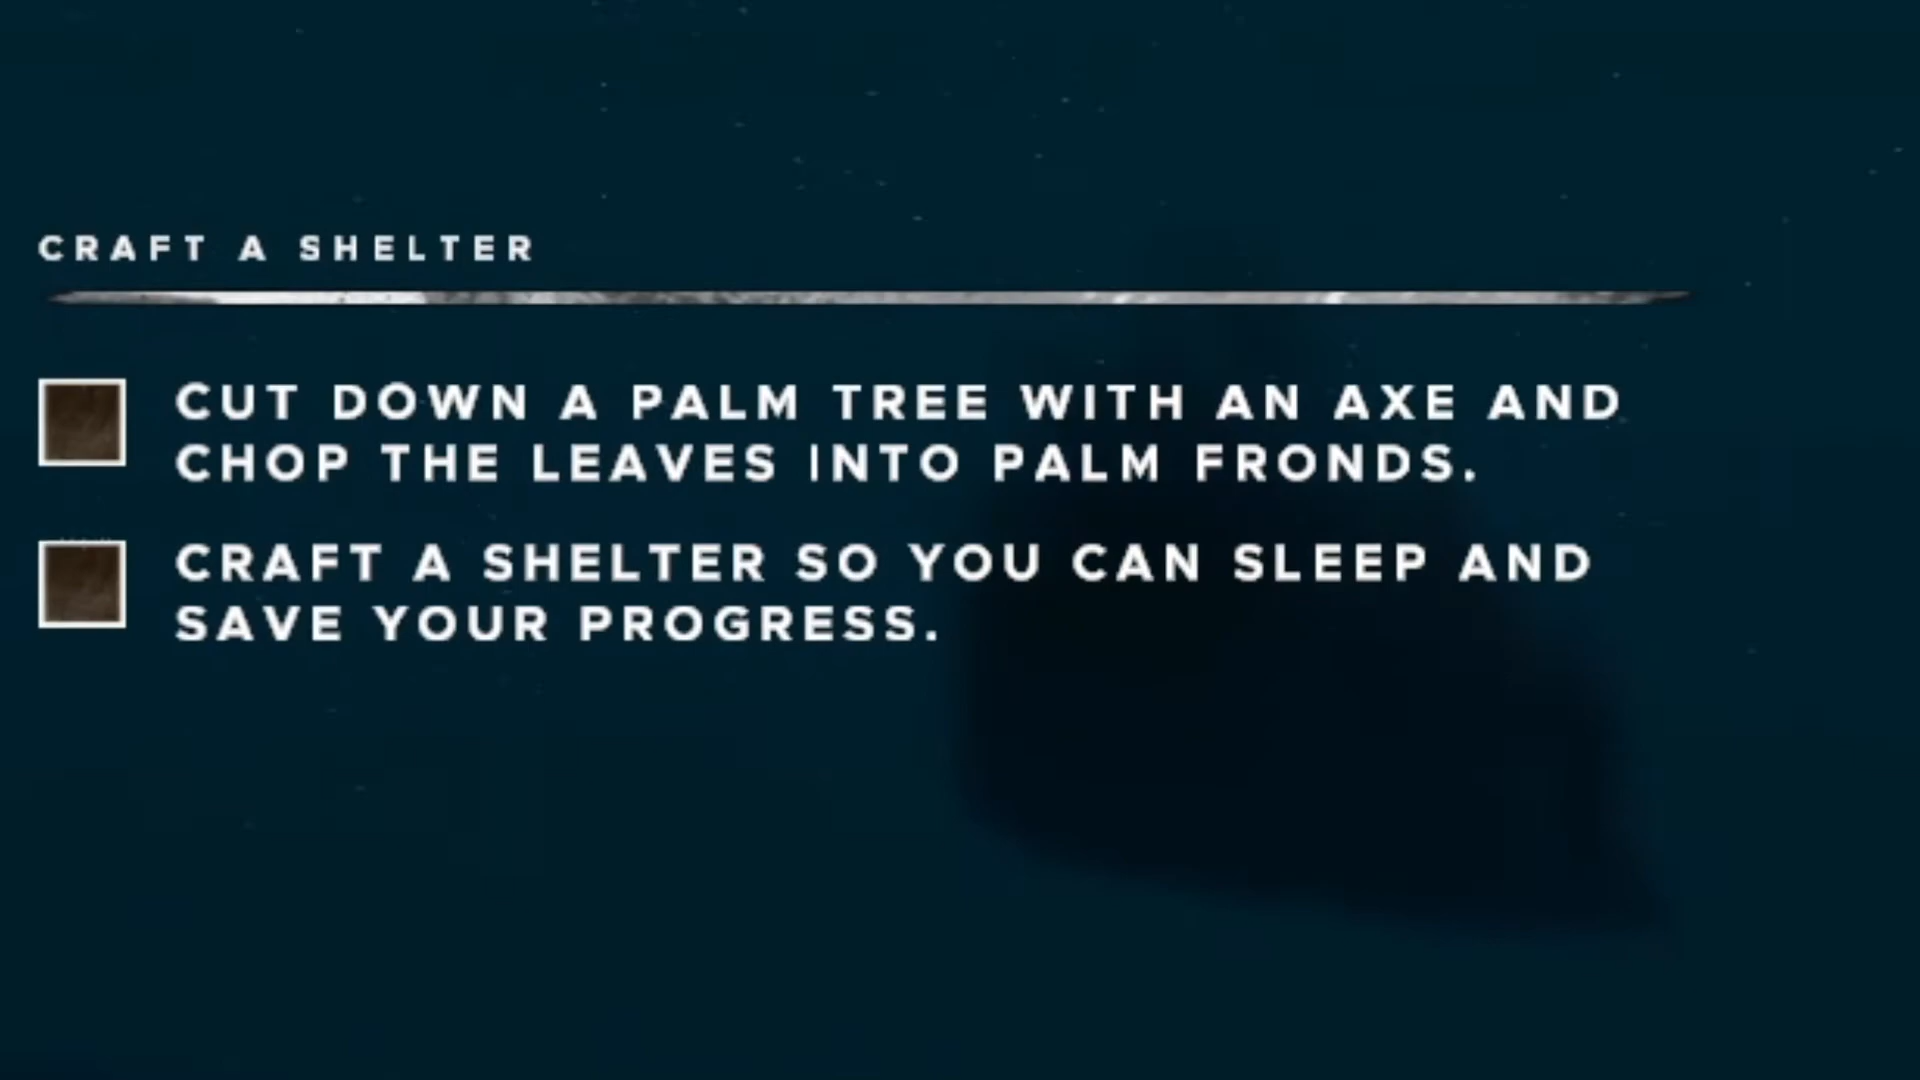 CRAFT A SHELTER
CUT DOWN A PALM TREE WITH AN AXE AND
CHOP THE LEAVES INTO PALM FRONDS.
CRAFT A SHELTER SO YOU CAN SLEEP AND
SAVE YOUR PROGRESS.